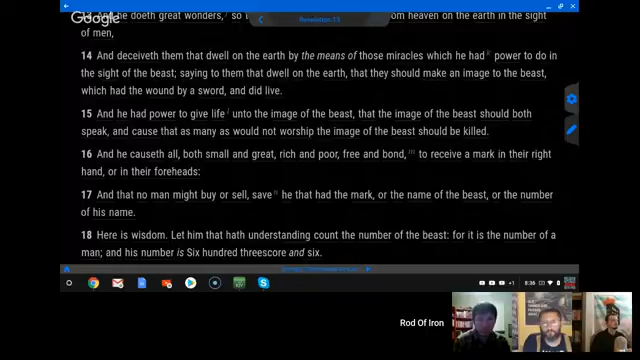 Google
Revelation 13
13 And he doeth great wonders, so t om heaven on the earth in the sight
of men,
14 And deceiveth them that dwell on the earth by the means of those miracles which he had k power to do in
the sight of the beast; saying to them that dwell on the earth, that they should make an image to the beast,
which had the wound by a sword, and did live.
15 And he had power to give life l unto the image of the beast, that the image of the beast should both
speak, and cause that as many as would not worship the image of the beast should be killed.
16 And he causeth all, both small and great, rich and poor, free and bond, m to receive a mark in their right
hand, or in their foreheads:
17 And that no man might buy or sell, save n he that had the mark, or the name of the beast, or the number
of his name.
18 Here is wisdom. Let him that hath understanding count the number of the beast: for it is the number of a
man; and his number is Six hundred threescore and six.
+1 8:36
Rod Of Iron